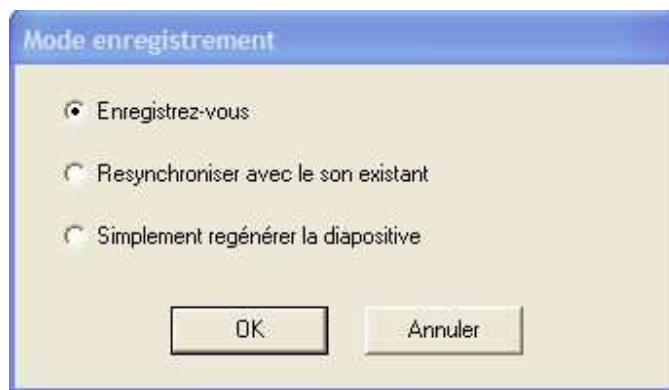 Mode enregistrement
Enregistrez-vous
Resynchroniser avec le son existant
Simplement regénérer la diapositive
OK
Annuler